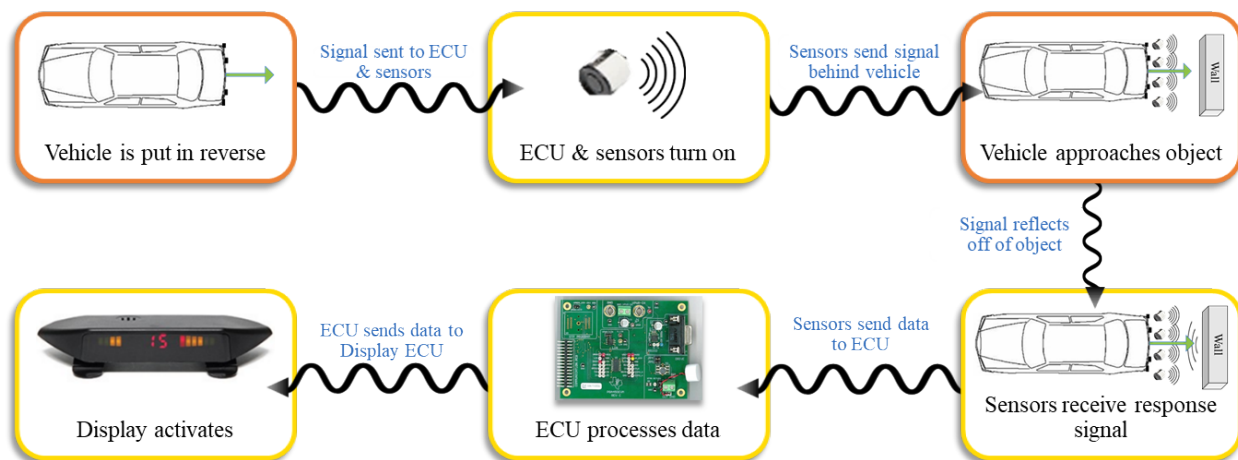 Vehicle is put in reverse
Signal sent to ECU
& sensors
ECU & sensors turn on
Sensors send signal
behind vehicle
Wall
Vehicle approaches object
Signal reflects
off of object
Wall
Sensors receive response
signal
Sensors send data
to ECU
ECU processes data
ECU sends data to
Display ECU
15
Display activates